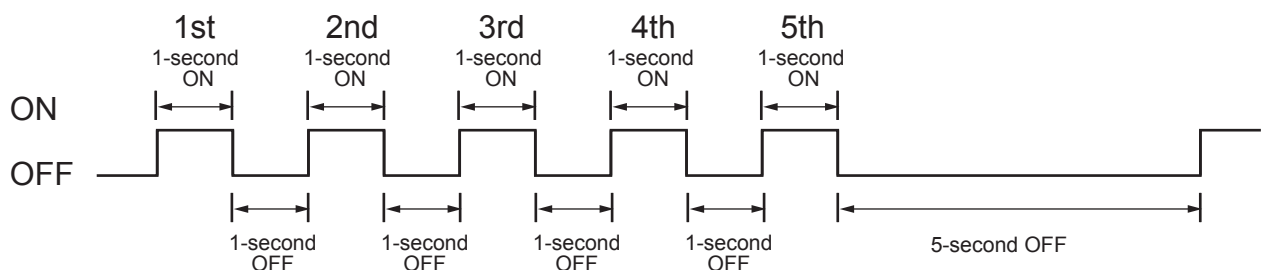 1st 2nd 3rd 4th 5th
1-second 1-second 1-second 1-second 1-second
ON ON ON ON ON
ON
OFF
1-second 1-second 1-second 1-second 5-second OFF
OFF OFF OFF OFF